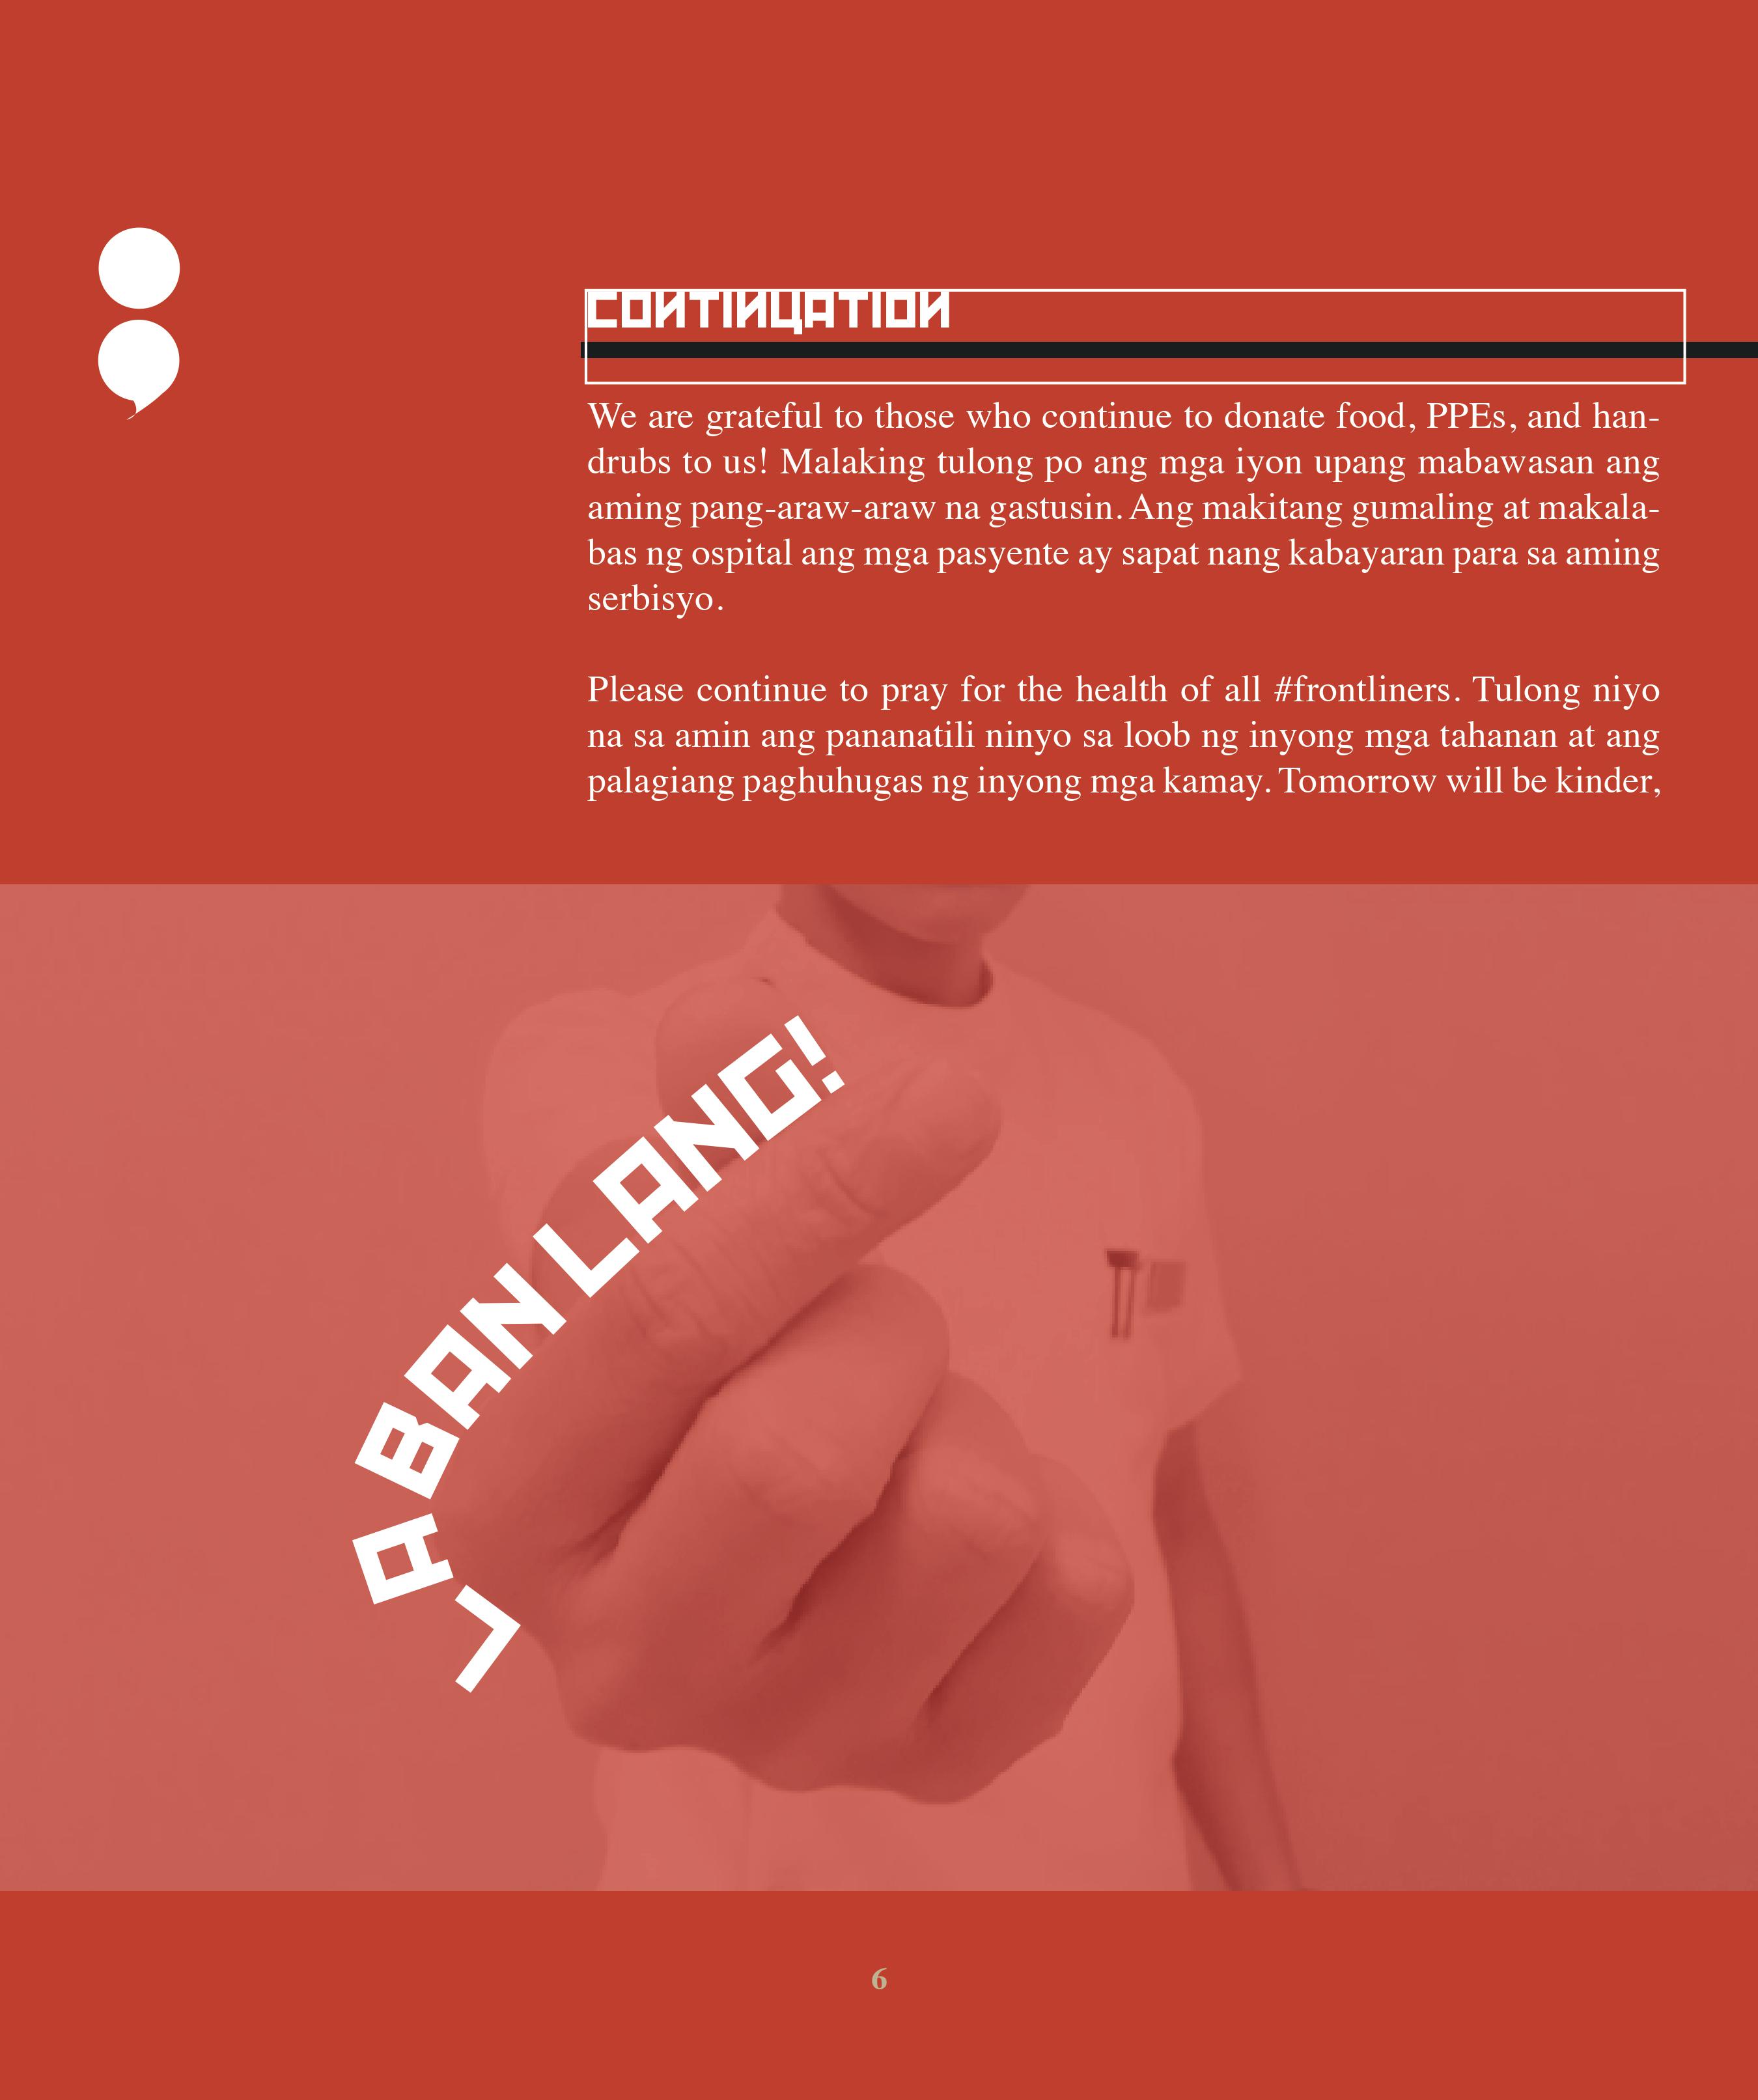 CONTINUATION
We are grateful to those who continue to donate food, PPEs, and han-
drubs to us! Malaking tulong po ang mga iyon upang mabawasan ang
aming pang-araw-araw na gastusin. Ang makitang gumaling at makala-
bas ng ospital ang mga pasyente ay sapat nang kabayaran para sa aming
serbisyo.
Please continue to pray for the health of all #frontliners. Tulong niyo
na sa amin ang pananatili ninyo sa loob ng inyong mga tahanan at ang
palagiang paghuhugas ng inyong mga kamay. Tomorrow will be kinder,
LABAN LANG!
6